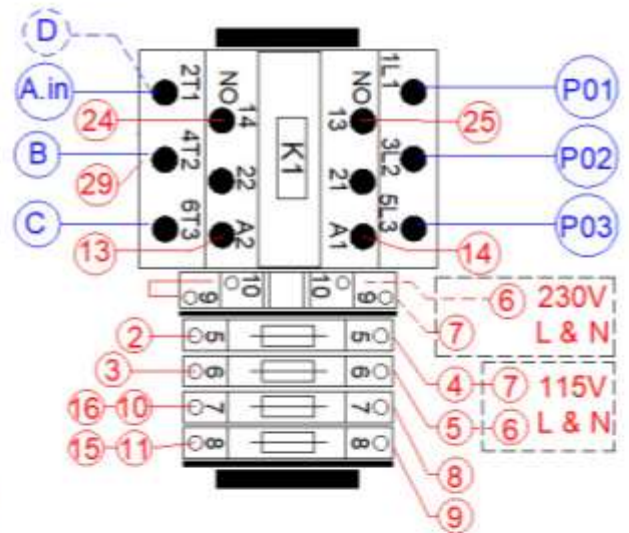 D
A.in 2T1 NO 1L1 P01
24 14 K1 13 NO 25
B 4T2 3L2 P02
29 22 21
C 6T3 5L3 P03
13 A2 A1 14
9 10 10 9 6 230V
7 L & N
2 5 5 4 7 115V
3 6 6 5 6 L & N
16 10 7 7 8
15 11 8 8 9